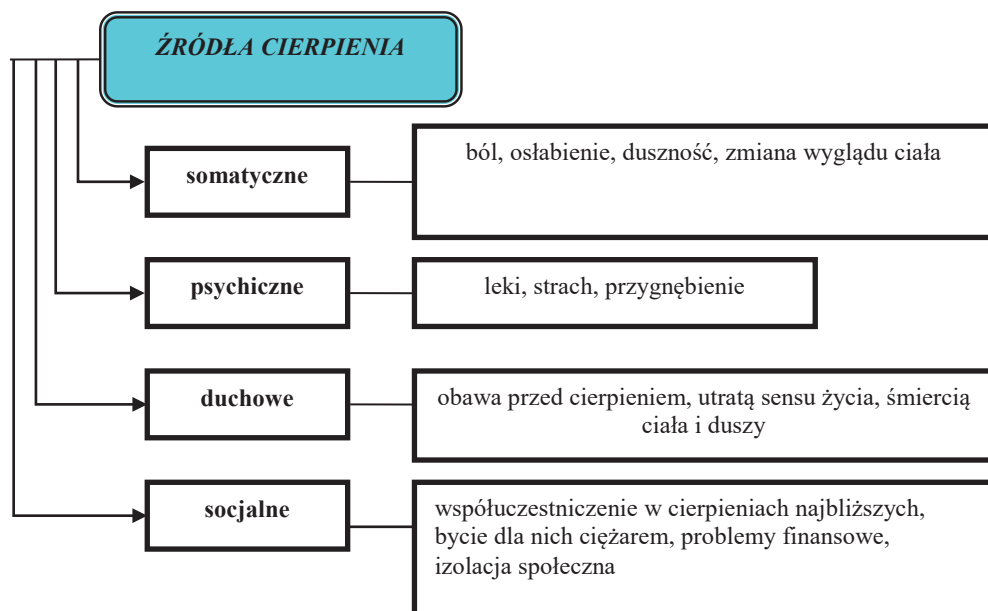 ŹRÓDŁA CIERPIENIA
somatyczne
ból, osłabienie, duszność, zmiana wyglądu ciała
psychiczne
leki, strach, przygnębienie
duchowe
obawa przed cierpieniem, utratą sensu życia, śmiercią
ciała i duszy
socjalne
współuczestniczenie w cierpieniach najbliższych,
bycie dla nich ciężarem, problemy finansowe,
izolacja społeczna